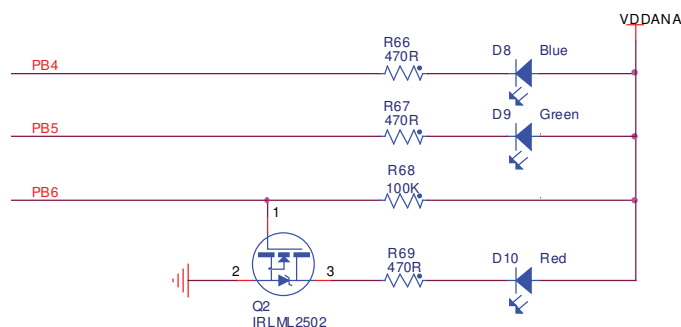 VDDANA
R66
470R
D8 Blue
PB4
R67
470R
D9 Green
PB5
R68
100K
PB6
1
R69
470R
D10 Red
2
3
Q2
IRLML2502